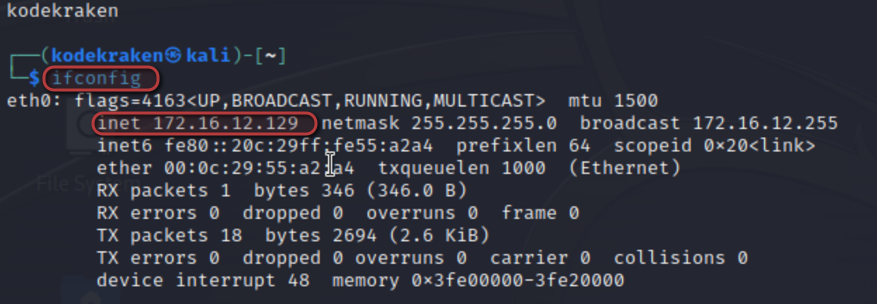 kodekraken
┌──(kodekraken㉿kali)-[~]
└─$ ifconfig
eth0: flags=4163<UP,BROADCAST,RUNNING,MULTICAST>  mtu 1500
inet 172.16.12.129  netmask 255.255.255.0  broadcast 172.16.12.255
inet6 fe80::20c:29ff:fe55:a2a4  prefixlen 64  scopeid 0×20<link>
ether 00:0c:29:55:a2:a4  txqueuelen 1000  (Ethernet)
RX packets 1  bytes 346 (346.0 B)
RX errors 0  dropped 0  overruns 0  frame 0
TX packets 18  bytes 2694 (2.6 KiB)
TX errors 0  dropped 0 overruns 0  carrier 0  collisions 0
device interrupt 48  memory 0×3fe00000-3fe20000